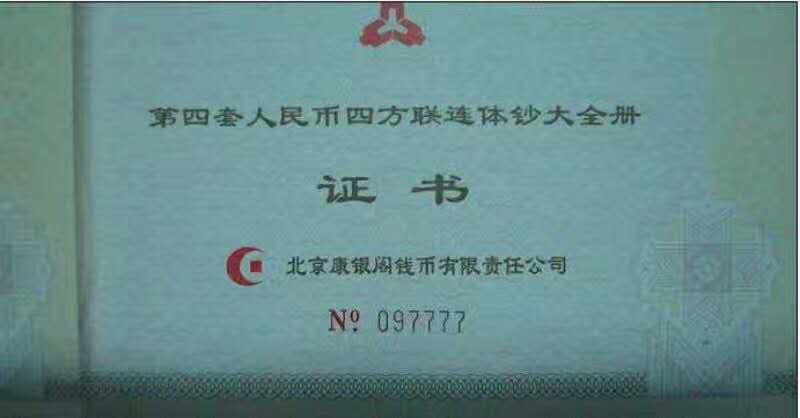 第四套人民币四方联连体钞大全册
证 书
北京康银阁钱币有限责任公司
Nº 097777